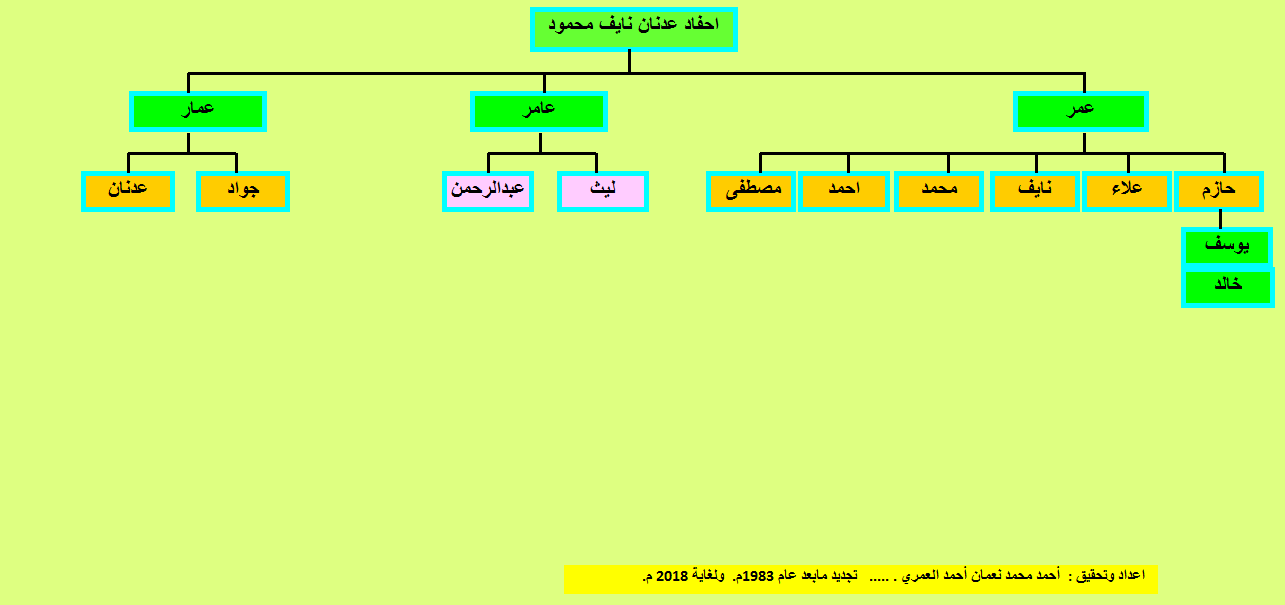 احفاد عدنان نايف محمود
عمر
عامر
عمار
حازم
علاء
نايف
محمد
احمد
مصطفى
ليث
عبدالرحمن
جواد
عدنان
يوسف
خالد
اعداد وتحقيق : أحمد محمد نعمان أحمد العمري . ..... تجديد مابعد عام 1983م. ولغاية 2018 م.